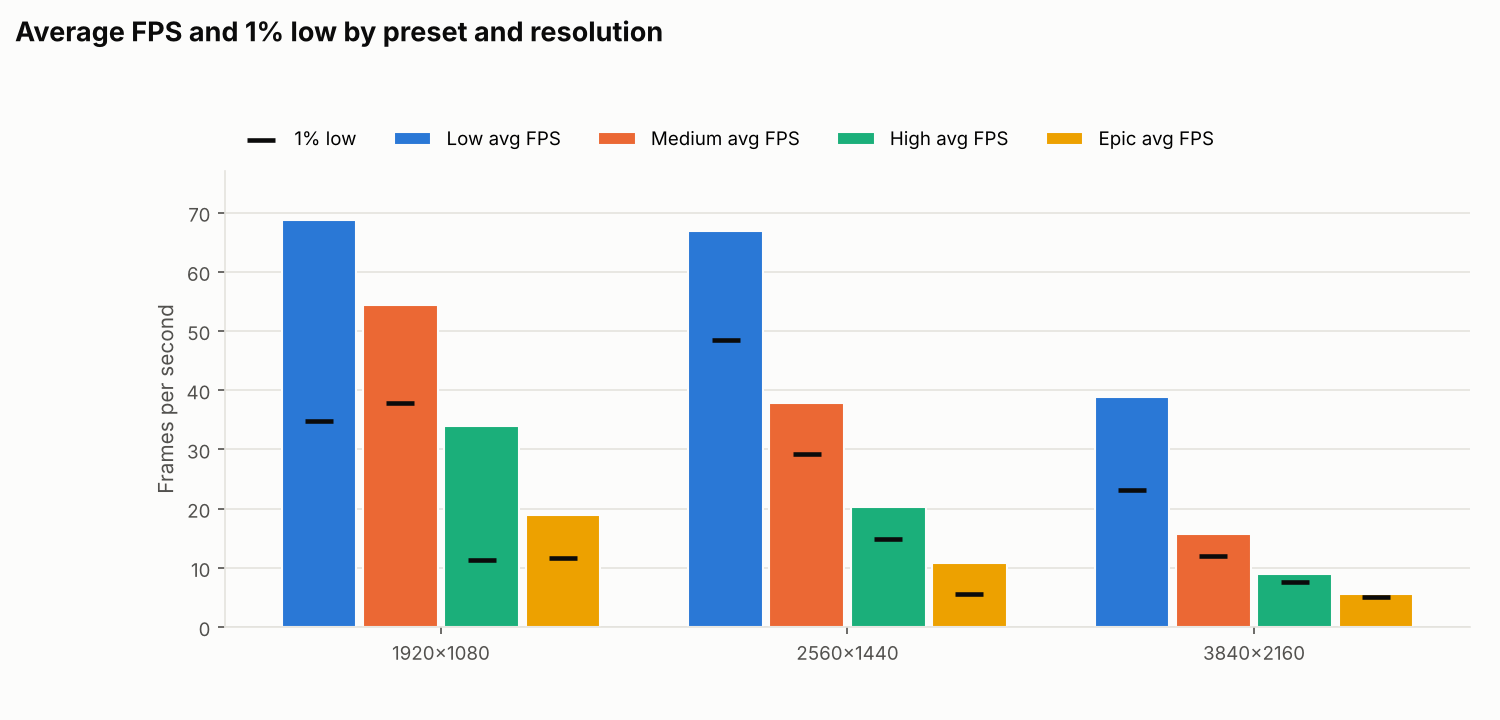 Average FPS and 1% low by preset and resolution
1% low Low avg FPS Medium avg FPS High avg FPS Epic avg FPS
Frames per second
70
60
50
40
30
20
10
0
1920×1080 2560×1440 3840×2160